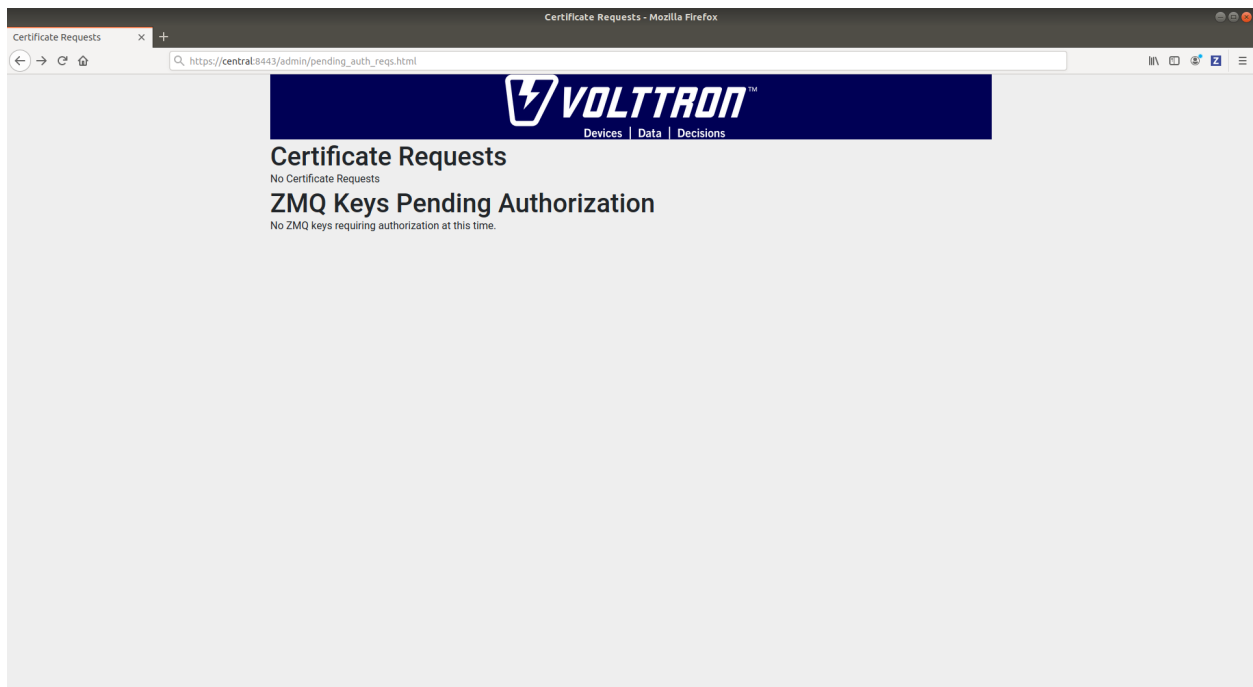 Certificate Requests - Mozilla Firefox
Certificate Requests
https://central:8443/admin/pending_auth_reqs.html
Z
VOLTTRON™
Devices | Data | Decisions
Certificate Requests
No Certificate Requests
ZMQ Keys Pending Authorization
No ZMQ keys requiring authorization at this time.